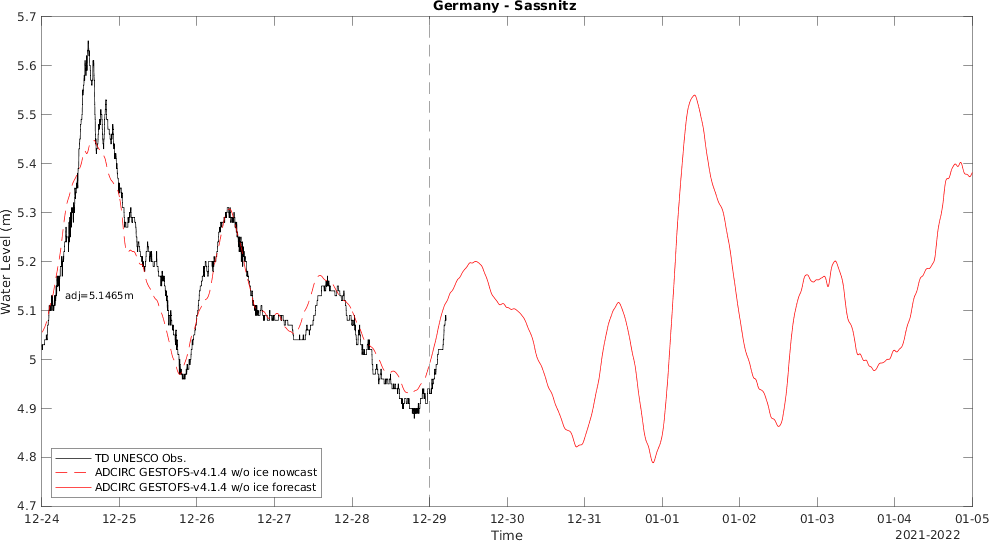 Germany - Sassnitz
5.7
5.6
5.5
5.4
5.3
5.2
5.1
5
4.9
4.8
4.7
Water Level (m)
adj=5.1465m
TD UNESCO Obs.
ADCIRC GESTOFS-v4.1.4 w/o ice nowcast
ADCIRC GESTOFS-v4.1.4 w/o ice forecast
12-24 12-25 12-26 12-27 12-28 12-29 12-30 12-31 01-01 01-02 01-03 01-04 01-05
Time
2021-2022